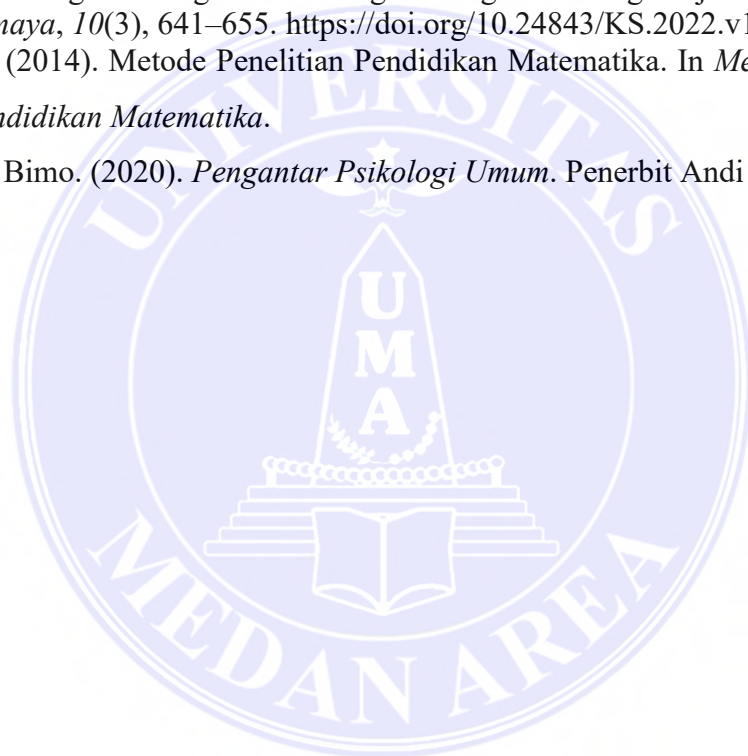 maya, 10(3), 641–655. https://doi.org/10.24843/KS.2022.v1
(2014). Metode Penelitian Pendidikan Matematika. In Me
ndidikan Matematika.
Bimo. (2020). Pengantar Psikologi Umum. Penerbit Andi
UNIVERSITAS
UMA
MEDAN AREA